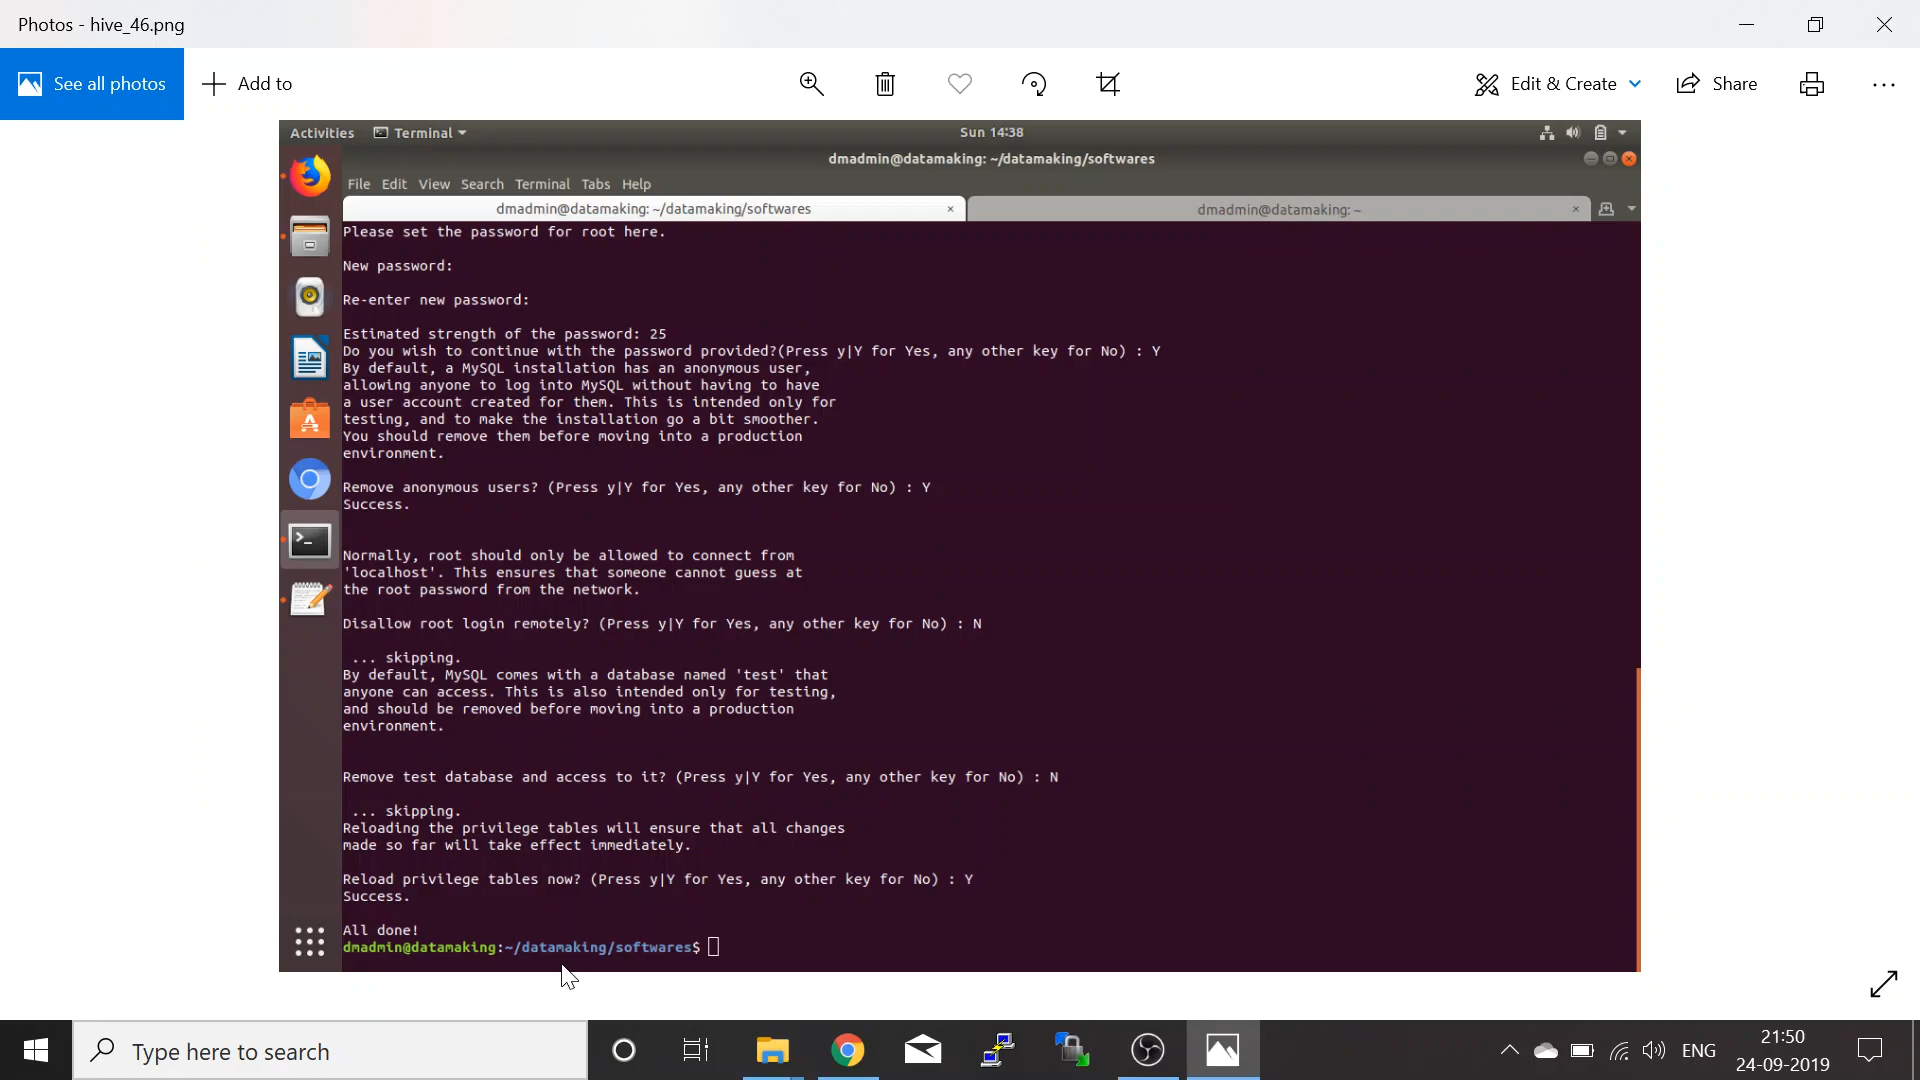 Photos - hive_46.png
See all photos
Add to
Edit & Create
Share
Activities
Terminal
Sun 14:38
dmadmin@datamaking: ~/datamaking/softwares
File Edit View Search Terminal Tabs Help
dmadmin@datamaking: ~/datamaking/softwares
dmadmin@datamaking: ~
Please set the password for root here.
New password:
Re-enter new password:
Estimated strength of the password: 25
Do you wish to continue with the password provided?(Press y|Y for Yes, any other key for No) : Y
By default, a MySQL installation has an anonymous user,
allowing anyone to log into MySQL without having to have
a user account created for them. This is intended only for
testing, and to make the installation go a bit smoother.
You should remove them before moving into a production
environment.
Remove anonymous users? (Press y|Y for Yes, any other key for No) : Y
Success.
Normally, root should only be allowed to connect from
'localhost'. This ensures that someone cannot guess at
the root password from the network.
Disallow root login remotely? (Press y|Y for Yes, any other key for No) : N
... skipping.
By default, MySQL comes with a database named 'test' that
anyone can access. This is also intended only for testing,
and should be removed before moving into a production
environment.
Remove test database and access to it? (Press y|Y for Yes, any other key for No) : N
... skipping.
Reloading the privilege tables will ensure that all changes
made so far will take effect immediately.
Reload privilege tables now? (Press y|Y for Yes, any other key for No) : Y
Success.
All done!
dmadmin@datamaking:~/datamaking/softwares$
Type here to search
ENG
21:50
24-09-2019